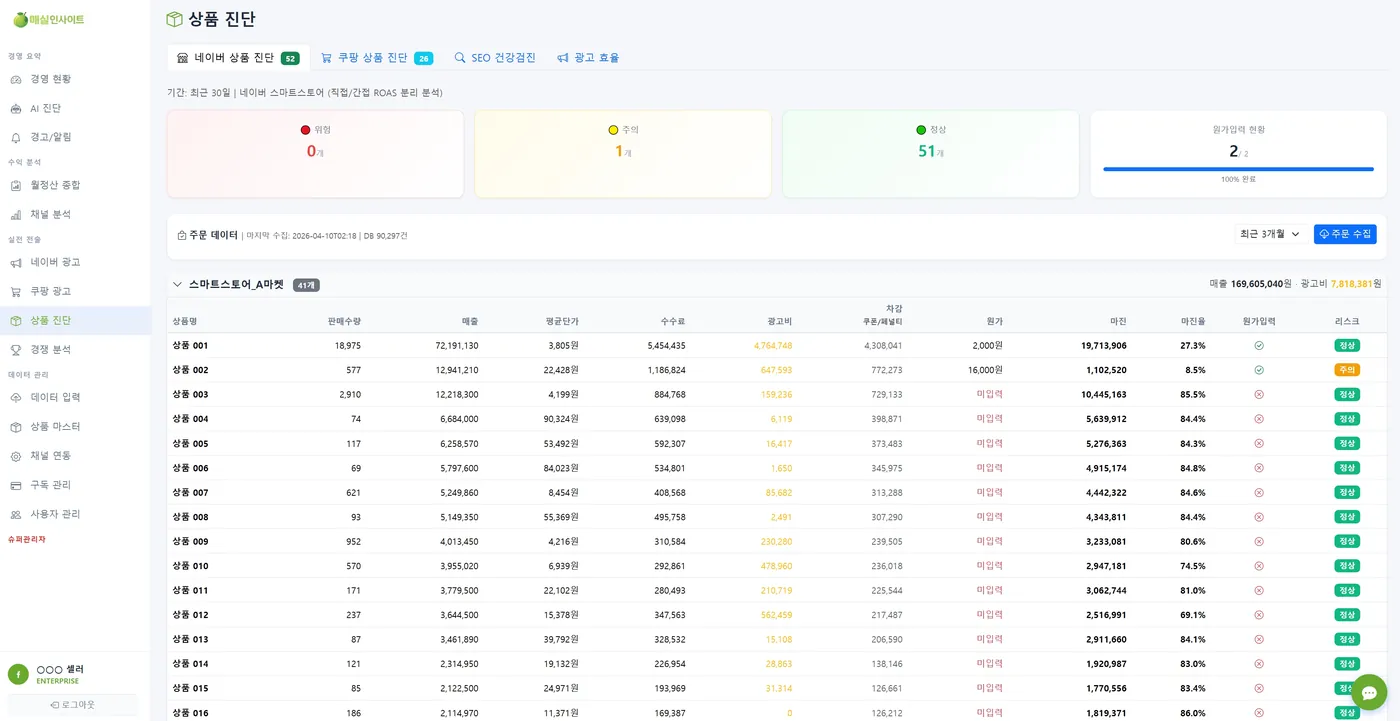 매실인사이트
경영 요약
경영 현황
AI 진단
경고/알림
수익 분석
월정산 종합
채널 분석
실전 전술
네이버 광고
쿠팡 광고
상품 진단
경쟁 분석
데이터 관리
데이터 입력
상품 마스터
채널 연동
구독 관리
사용자 관리
슈퍼관리자
f ○○○ 셀러
ENTERPRISE
로그아웃
상품 진단
네이버 상품 진단 52 쿠팡 상품 진단 26 SEO 건강검진 광고 효율
기간: 최근 30일 | 네이버 스마트스토어 (직접/간접 ROAS 분리 분석)
위험
0개
주의
1개
정상
51개
원가입력 현황
2/ 2
100% 완료
주문 데이터 | 마지막 수집: 2026-04-10T02:18 | DB 90,297건 최근 3개월 주문 수집
스마트스토어_A마켓 41개 매출 169,605,040원 · 광고비 7,818,381원
상품명 판매수량 매출 평균단가 수수료 광고비 차감 쿠폰/페널티 원가 마진 마진율 원가입력 리스크
상품 001 18,975 72,191,130 3,805원 5,454,435 4,764,748 4,308,041 2,000원 19,713,906 27.3% 정상
상품 002 577 12,941,210 22,428원 1,186,824 647,593 772,273 16,000원 1,102,520 8.5% 주의
상품 003 2,910 12,218,300 4,199원 884,768 159,236 729,133 미입력 10,445,163 85.5% 정상
상품 004 74 6,684,000 90,324원 639,098 6,119 398,871 미입력 5,639,912 84.4% 정상
상품 005 117 6,258,570 53,492원 592,307 16,417 373,483 미입력 5,276,363 84.3% 정상
상품 006 69 5,797,600 84,023원 534,801 1,650 345,975 미입력 4,915,174 84.8% 정상
상품 007 621 5,249,860 8,454원 408,568 85,682 313,288 미입력 4,442,322 84.6% 정상
상품 008 93 5,149,350 55,369원 495,758 2,491 307,290 미입력 4,343,811 84.4% 정상
상품 009 952 4,013,450 4,216원 310,584 230,280 239,505 미입력 3,233,081 80.6% 정상
상품 010 570 3,955,020 6,939원 292,861 478,960 236,018 미입력 2,947,181 74.5% 정상
상품 011 171 3,779,500 22,102원 280,493 210,719 225,544 미입력 3,062,744 81.0% 정상
상품 012 237 3,644,500 15,378원 347,563 562,459 217,487 미입력 2,516,991 69.1% 정상
상품 013 87 3,461,890 39,792원 328,532 15,108 206,590 미입력 2,911,660 84.1% 정상
상품 014 121 2,314,950 19,132원 226,954 28,863 138,146 미입력 1,920,987 83.0% 정상
상품 015 85 2,122,500 24,971원 193,969 31,314 126,661 미입력 1,770,556 83.4% 정상
상품 016 186 2,114,970 11,371원 169,387 0 126,212 미입력 1,819,371 86.0% 정상